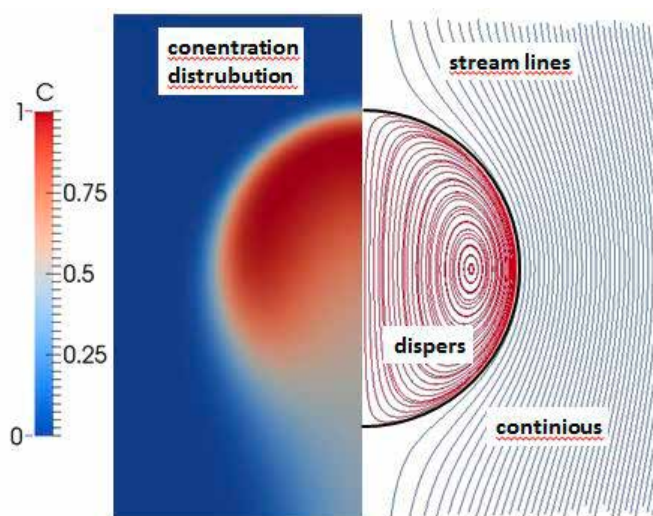 conentration
distrubution
stream lines
C
1
0.75
0.5
0.25
0
dispers
continious